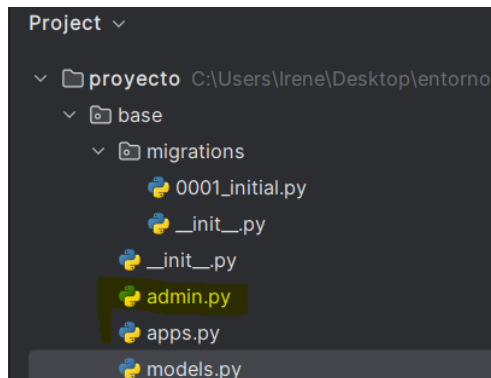 Project
proyecto C:\Users\Irene\Desktop\entorno
base
migrations
0001_initial.py
__init__.py
__init__.py
admin.py
apps.py
models.py